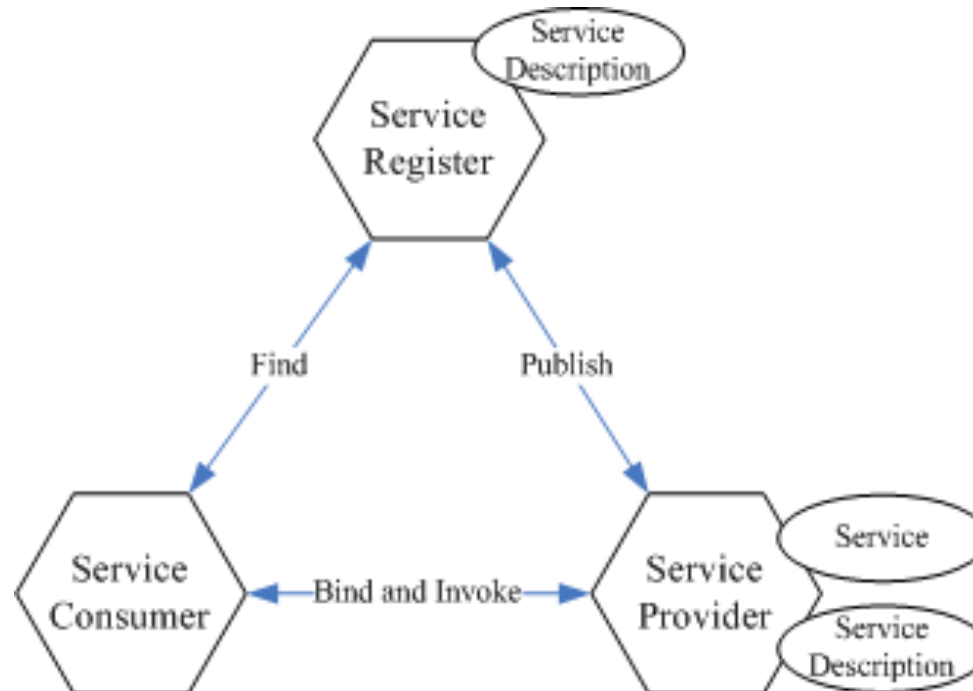 Service
Description
Service
Register
Find
Publish
Service
Consumer
Bind and Invoke
Service
Provider
Service
Service
Description